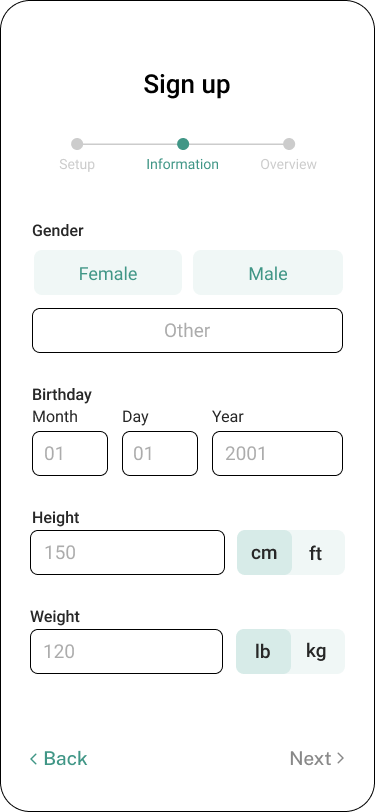 Sign up
Setup Information Overview
Gender
Female Male
Other
Birthday
Month Day Year
01 01 2001
Height
150 cm ft
Weight
120 lb kg
< Back Next >